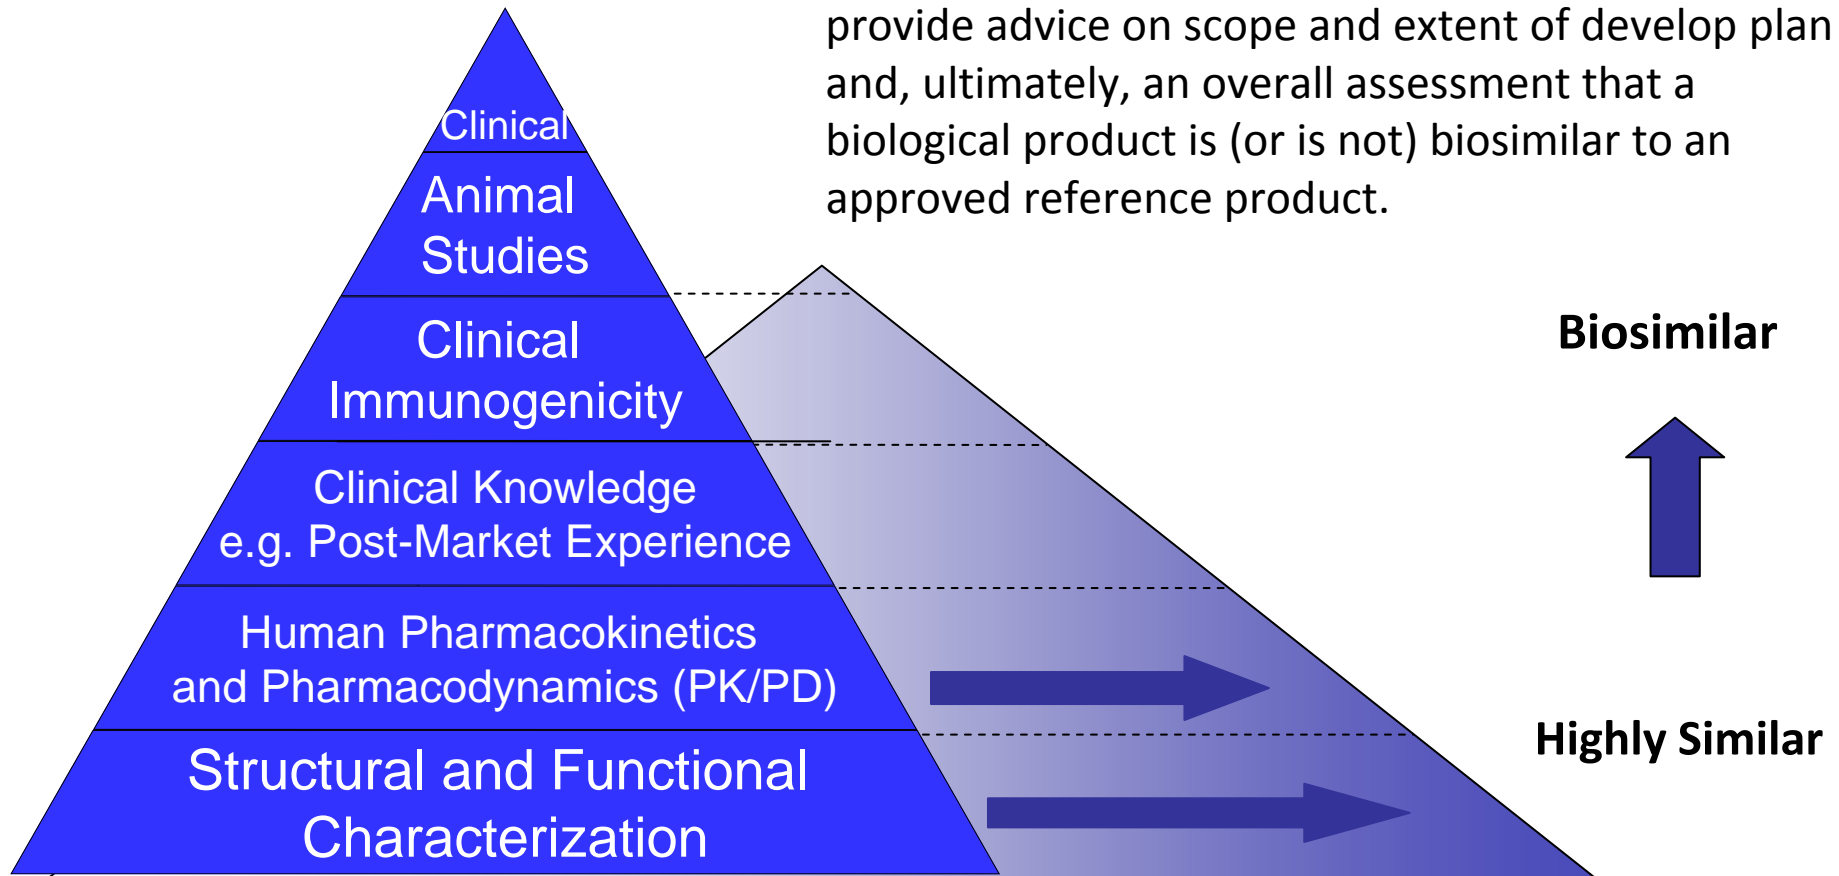 provide advice on scope and extent of develop plan
and, ultimately, an overall assessment that a
biological product is (or is not) biosimilar to an
approved reference product.
Clinical
Animal
Studies
Clinical
Immunogenicity
Clinical Knowledge
e.g. Post-Market Experience
Human Pharmacokinetics
and Pharmacodynamics (PK/PD)
Structural and Functional
Characterization
Biosimilar
Highly Similar